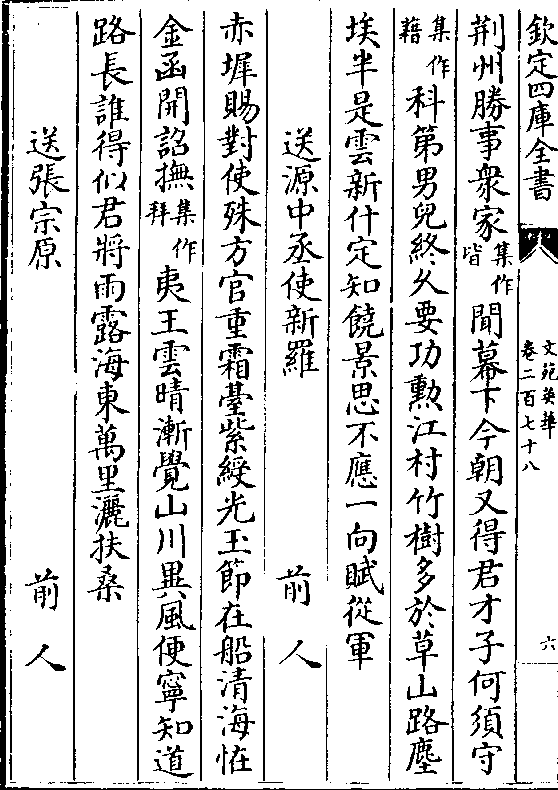 欽定四庫全書
文苑英華
卷二百七十八
六
荆州勝事衆家集作皆聞幕下今朝又得君才子何須守
集作藉科第男兒終久要功勲江村竹樹多於草山路塵
埃半是雲新什定知饒景思不應一向賦從軍
送源中丞使新羅 前人
赤墀賜對使殊方官重霜臺紫綬光玉節在船清海怪
金函開詔撫集作拜夷王雲晴漸覺山川異風便寧知道
路長誰得似君將雨露海東萬里灑扶桑
送張宗原 前人